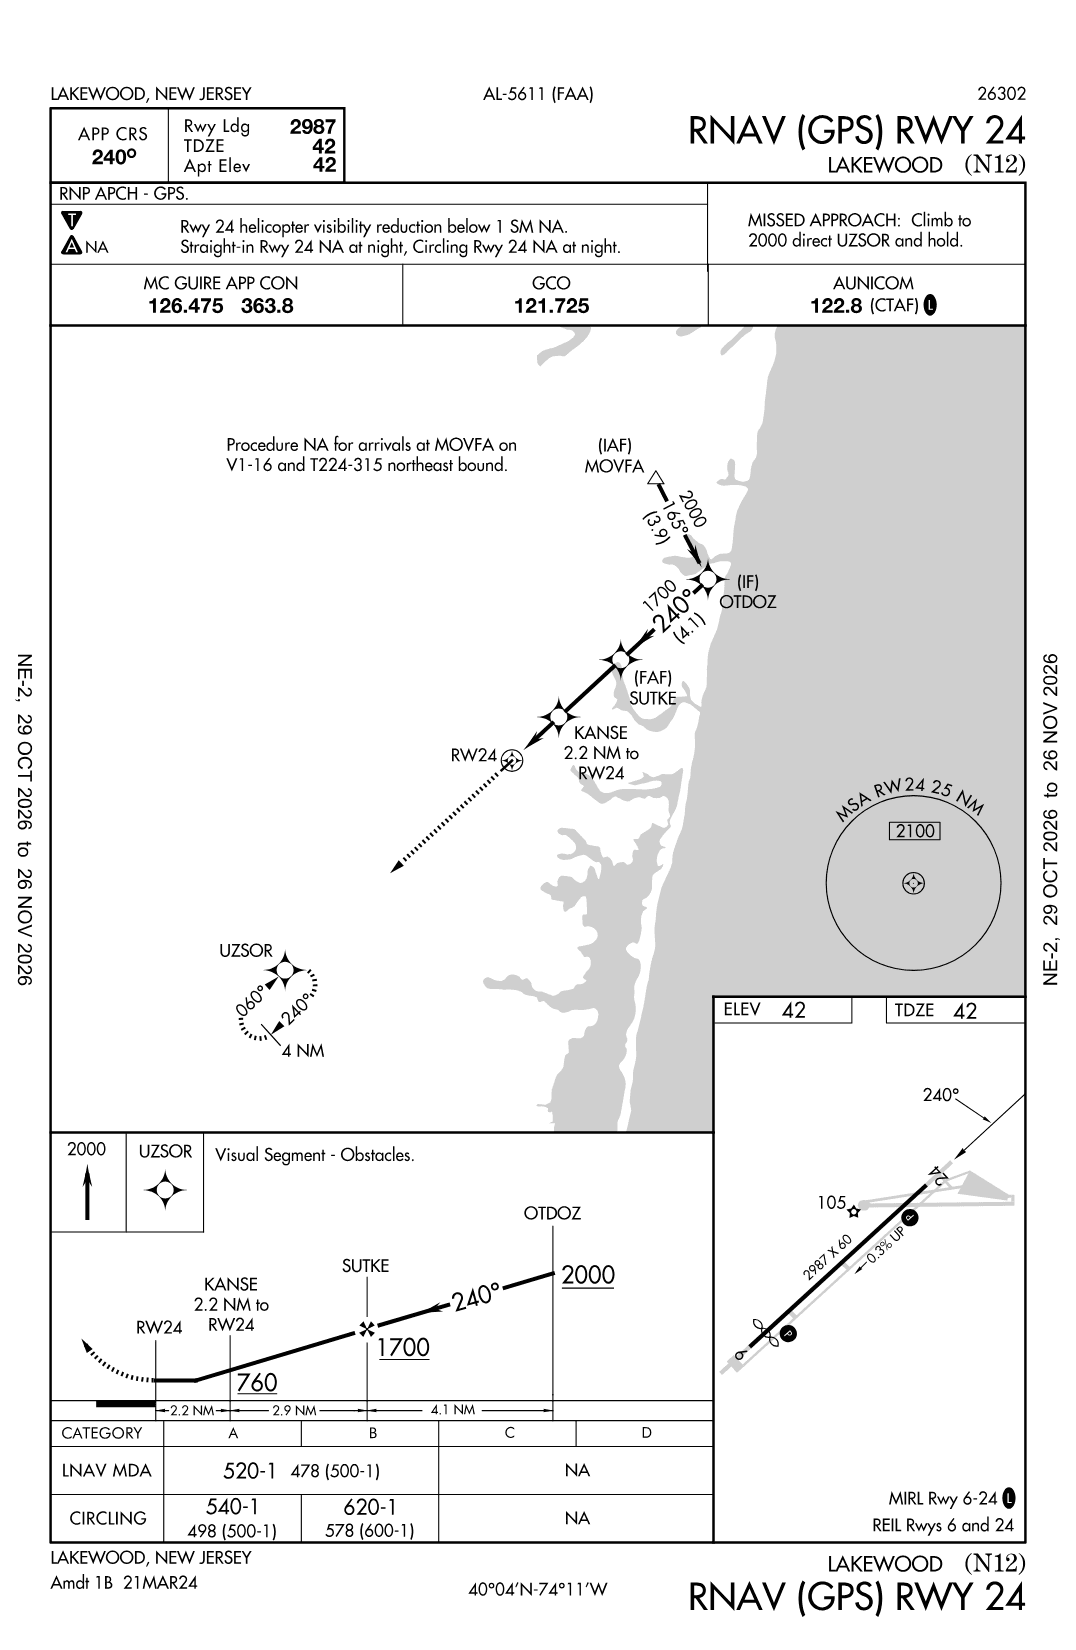 LAKEWOOD, NEW JERSEY
AL-5611 (FAA)
26302
APP CRS
240°
Rwy Ldg 2987
TDZE 42
Apt Elev 42
RNAV (GPS) RWY 24
LAKEWOOD (N12)
RNP APCH - GPS.
T
A NA
Rwy 24 helicopter visibility reduction below 1 SM NA.
Straight-in Rwy 24 NA at night, Circling Rwy 24 NA at night.
MISSED APPROACH: Climb to
2000 direct UZSOR and hold.
MC GUIRE APP CON
126.475 363.8
GCO
121.725
AUNICOM
122.8 (CTAF) L
Procedure NA for arrivals at MOVFA on
V1-16 and T224-315 northeast bound.
(IAF)
MOVFA
2000
165°
(3.9)
(IF)
OTDOZ
1700
240°
(4.1)
(FAF)
SUTKE
KANSE
2.2 NM to
RW24
RW24
MSA RW24 25 NM
2100
UZSOR
060°
240°
4 NM
NE-2, 29 OCT 2026 to 26 NOV 2026
NE-2, 29 OCT 2026 to 26 NOV 2026
ELEV 42
TDZE 42
240°
24
105
P
2987 X 60
0.3% UP
P
6
MIRL Rwy 6-24 L
REIL Rwys 6 and 24
2000
UZSOR
Visual Segment - Obstacles.
OTDOZ
SUTKE
KANSE
2.2 NM to
RW24
RW24
240°
2000
1700
760
2.2 NM
2.9 NM
4.1 NM
CATEGORY A B C D
LNAV MDA 520-1 478 (500-1) NA
CIRCLING 540-1 498 (500-1) 620-1 578 (600-1) NA
LAKEWOOD, NEW JERSEY
Amdt 1B 21MAR24
40°04'N-74°11'W
LAKEWOOD (N12)
RNAV (GPS) RWY 24